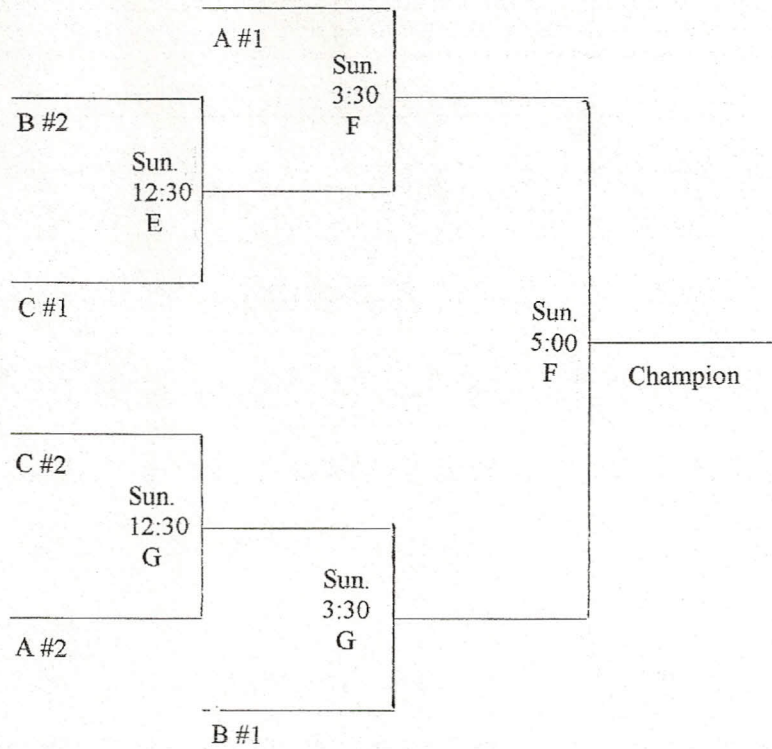 A #1
Sun.
3:30
F
B #2
Sun.
12:30
E
C #1
Sun.
5:00
F
Champion
C #2
Sun.
12:30
G
Sun.
3:30
G
A #2
B #1